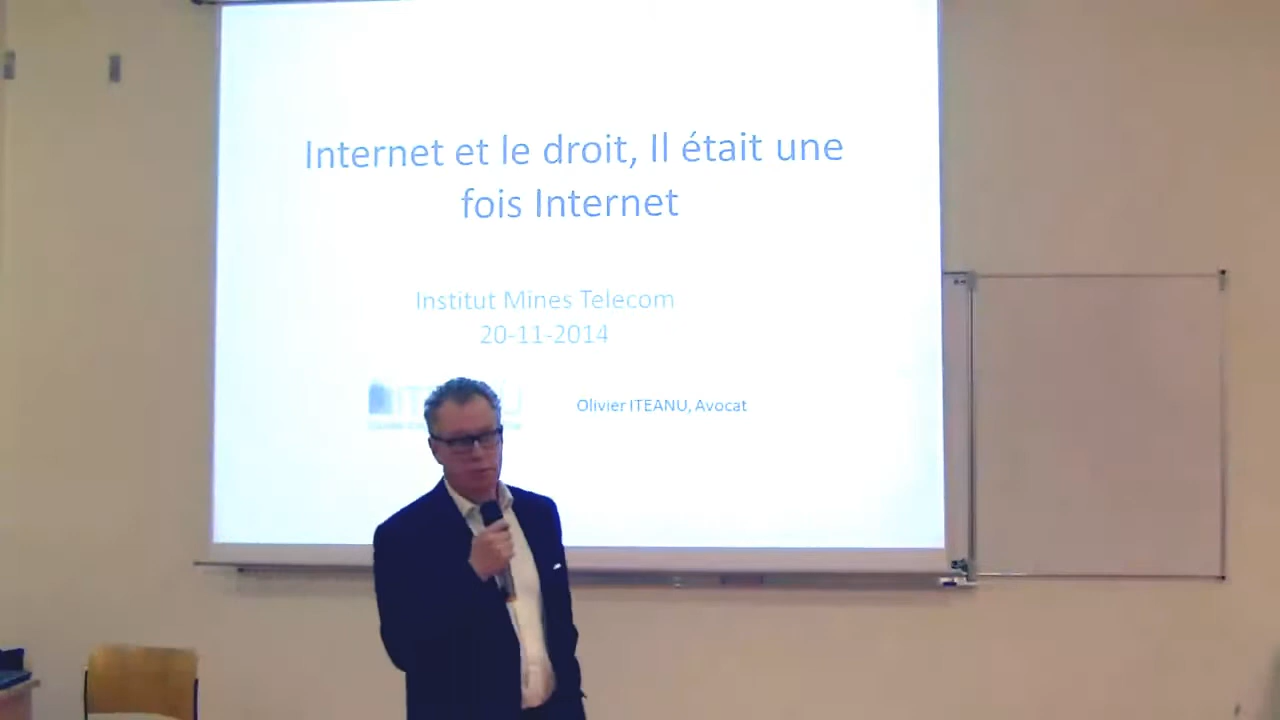 Internet et le droit, Il était une
fois Internet
Institut Mines Telecom
20-11-2014
Olivier ITEANU, Avocat